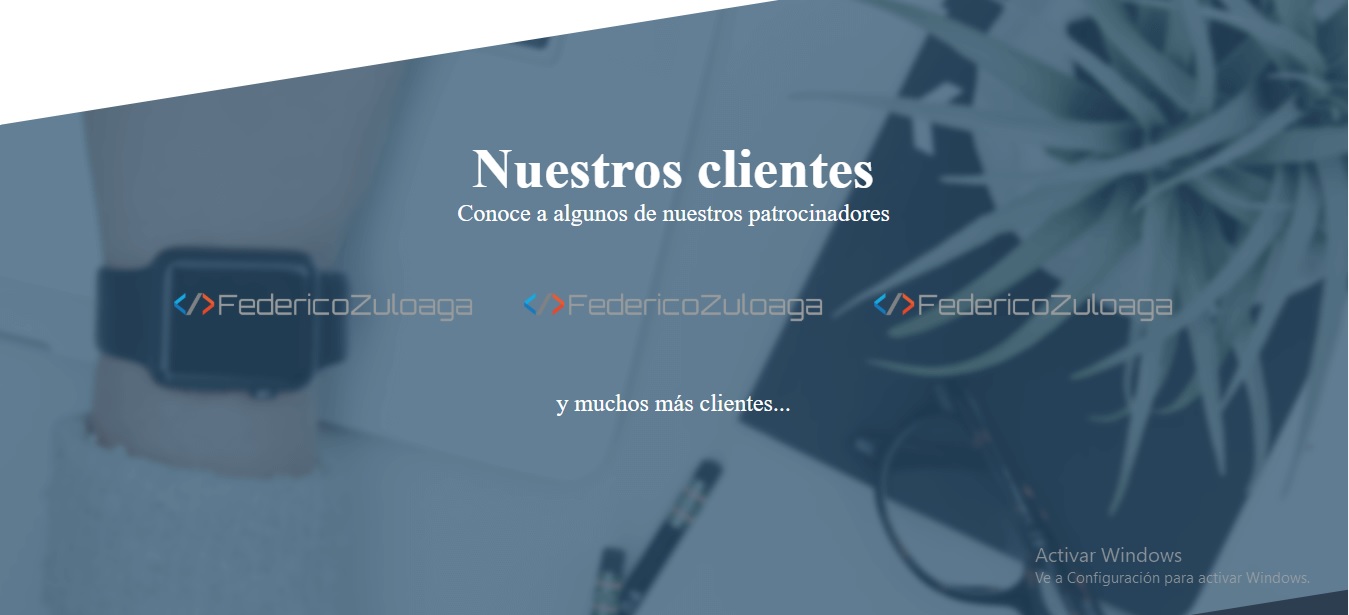 Nuestros clientes
Conoce a algunos de nuestros patrocinadores
</>FedericoZuloaga </>FedericoZuloaga </>FedericoZuloaga
y muchos más clientes...
Activar Windows
Ve a Configuración para activar Windows.